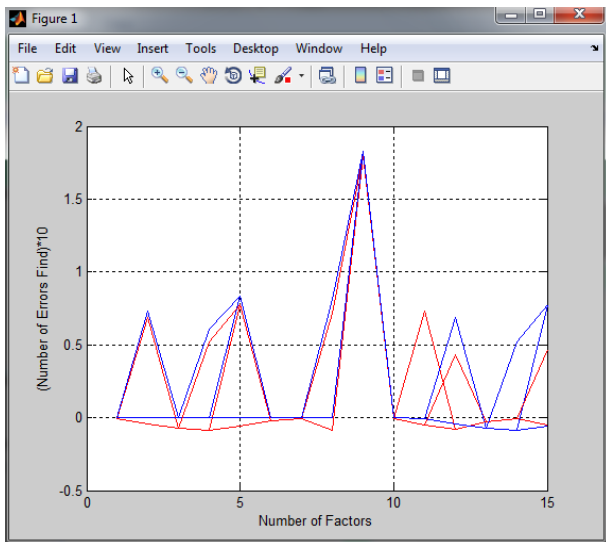 Figure 1
File Edit View Insert Tools Desktop Window Help
2
1.5
1
0.5
0
-0.5
(Number of Errors Find)*10
0 5 10 15
Number of Factors